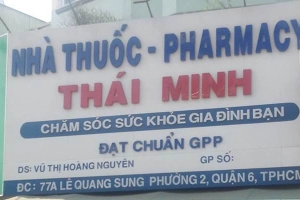 NHÀ THUỐC - PHARMACY
THÁI MINH
CHĂM SÓC SỨC KHỎE GIA ĐÌNH BẠN
ĐẠT CHUẨN GPP
DS: VŨ THỊ HOÀNG NGUYÊN GP SỐ:
ĐC: 77A LÊ QUANG SUNG PHƯỜNG 2, QUẬN 6, TPHCM